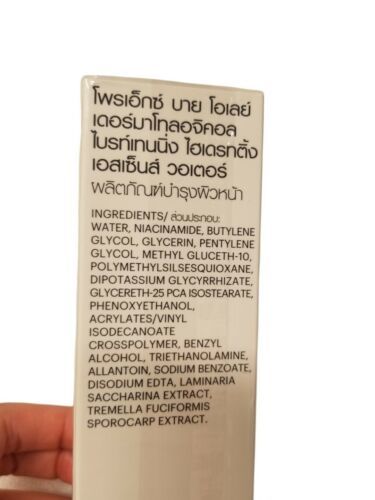 โพรเอ็กซ์ บาย โอเลย์
เดอร์มาโทลอจิคอล
ไบรท์เทนนิ่ง ไฮเดรทติ้ง
เอสเซ็นส์ วอเตอร์
ผลิตภัณฑ์บำรุงผิวหน้า
INGREDIENTS/ ส่วนประกอบ:
WATER, NIACINAMIDE, BUTYLENE
GLYCOL, GLYCERIN, PENTYLENE
GLYCOL, METHYL GLUCETH-10,
POLYMETHYLSILSESQUIOXANE,
DIPOTASSIUM GLYCYRRHIZATE,
GLYCERETH-25 PCA ISOSTEARATE,
PHENOXYETHANOL,
ACRYLATES/VINYL
ISODECANOATE
CROSSPOLYMER, BENZYL
ALCOHOL, TRIETHANOLAMINE,
ALLANTOIN, SODIUM BENZOATE,
DISODIUM EDTA, LAMINARIA
SACCHARINA EXTRACT,
TREMELLA FUCIFORMIS
SPOROCARP EXTRACT.